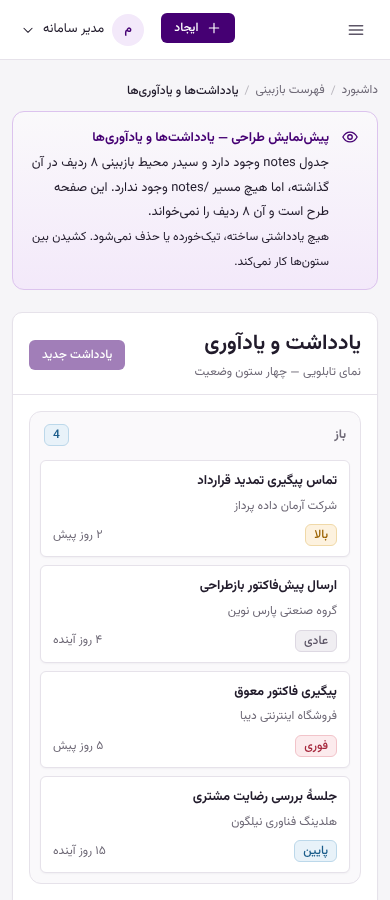 ایجاد
م
مدیر سامانه
داشبورد / فهرست بازبینی / یادداشت‌ها و یادآوری‌ها
پیش‌نمایش طراحی — یادداشت‌ها و یادآوری‌ها
جدول notes وجود دارد و سیدر محیط بازبینی ۸ ردیف در آن
گذاشته، اما هیچ مسیر /notes وجود ندارد. این صفحه
طرح است و آن ۸ ردیف را نمی‌خواند.
هیچ یادداشتی ساخته، تیک‌خورده یا حذف نمی‌شود. کشیدن بین
ستون‌ها کار نمی‌کند.
یادداشت و یادآوری
نمای تابلویی — چهار ستون وضعیت
یادداشت جدید
باز
4
تماس پیگیری تمدید قرارداد
شرکت آرمان داده پرداز
بالا
۲ روز پیش
ارسال پیش‌فاکتور بازطراحی
گروه صنعتی پارس نوین
عادی
۴ روز آینده
پیگیری فاکتور معوق
فروشگاه اینترنتی دیبا
فوری
۵ روز پیش
جلسهٔ بررسی رضایت مشتری
هلدینگ فناوری نیلگون
پایین
۱۵ روز آینده